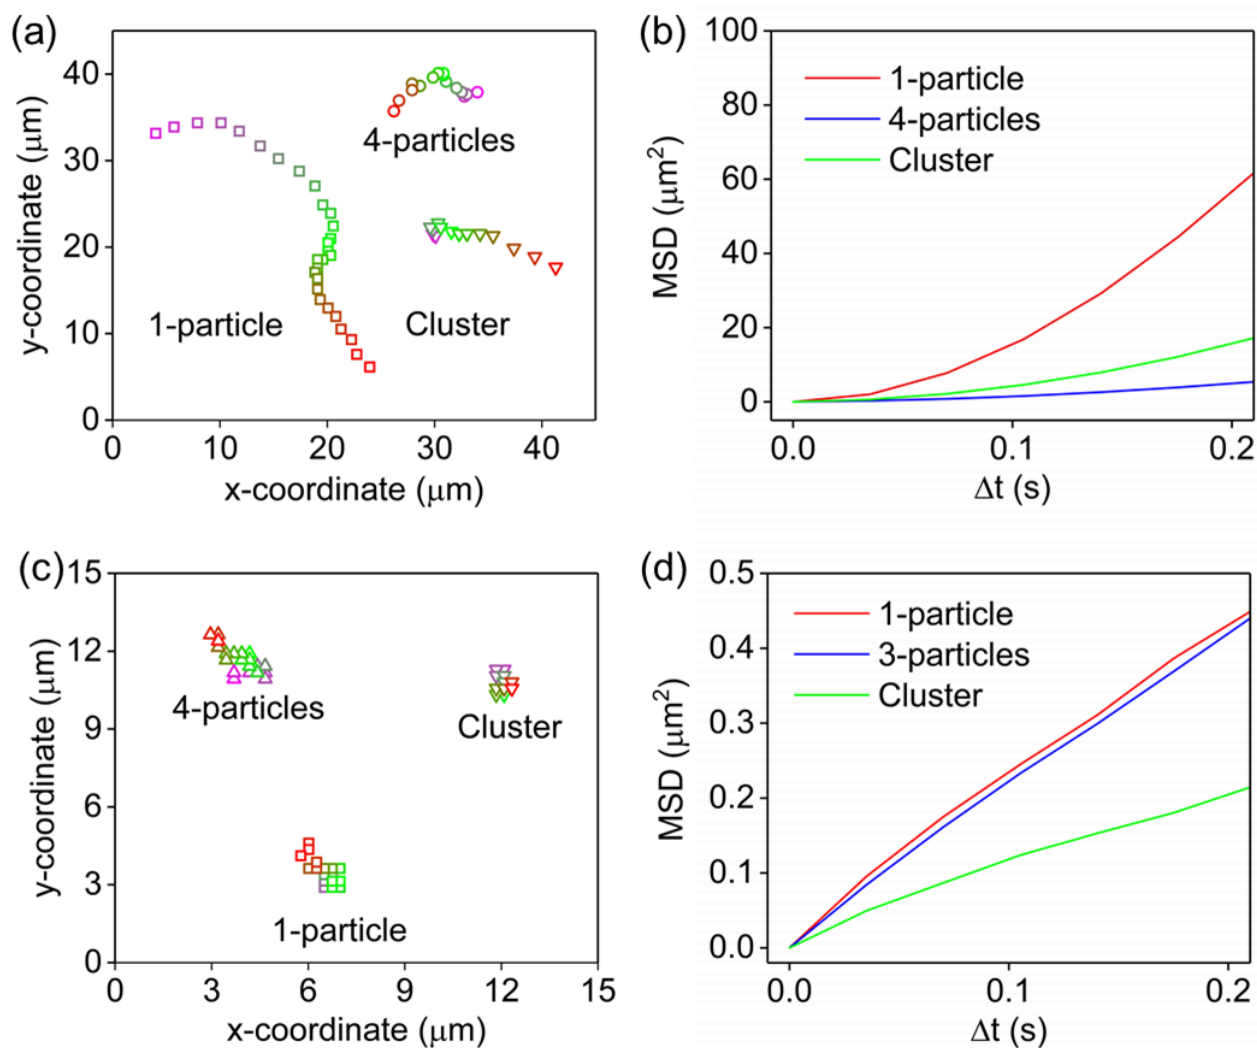 (a)
y-coordinate (μm)
40
30
20
10
0
4-particles
1-particle
Cluster
0 10 20 30 40
x-coordinate (μm)
(b)
MSD (μm²)
100
80
60
40
20
0
1-particle
4-particles
Cluster
0.0 0.1 0.2
Δt (s)
(c)
y-coordinate (μm)
15
12
9
6
3
0
4-particles
Cluster
1-particle
0 3 6 9 12 15
x-coordinate (μm)
(d)
MSD (μm²)
0.5
0.4
0.3
0.2
0.1
0.0
1-particle
3-particles
Cluster
0.0 0.1 0.2
Δt (s)